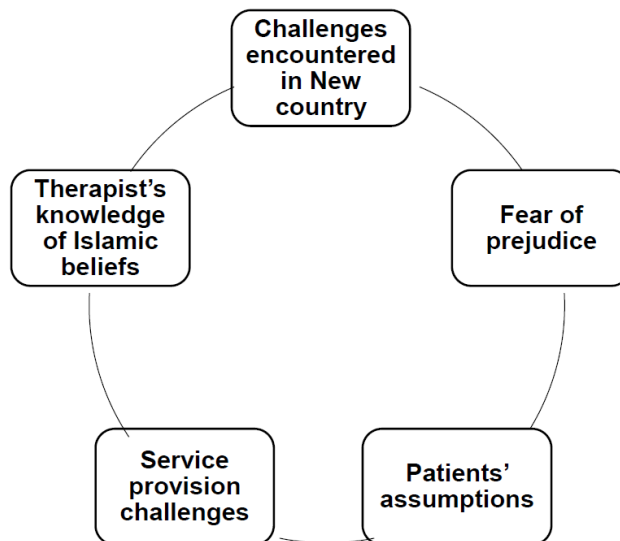 Challenges
encountered
in New
country
Fear of
prejudice
Patients’
assumptions
Service
provision
challenges
Therapist’s
knowledge
of Islamic
beliefs